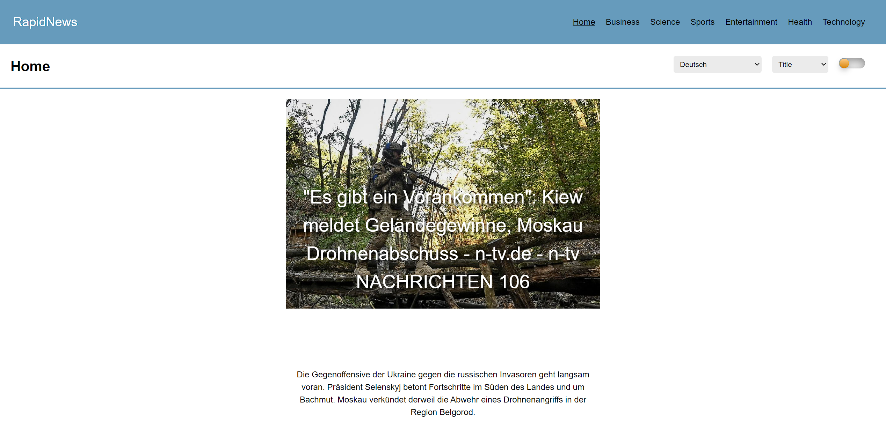 RapidNews
Home Business Science Sports Entertainment Health Technology
Home
Deutsch Title
"Es gibt ein Vorankommen": Kiew
meldet Geländegewinne, Moskau
Drohnenabschuss - n-tv.de - n-tv
NACHRICHTEN 106
Die Gegenoffensive der Ukraine gegen die russischen Invasoren geht langsam
voran. Präsident Selenskyj betont Fortschritte im Süden des Landes und um
Bachmut. Moskau verkündet derweil die Abwehr eines Drohnenangriffs in der
Region Belgorod.